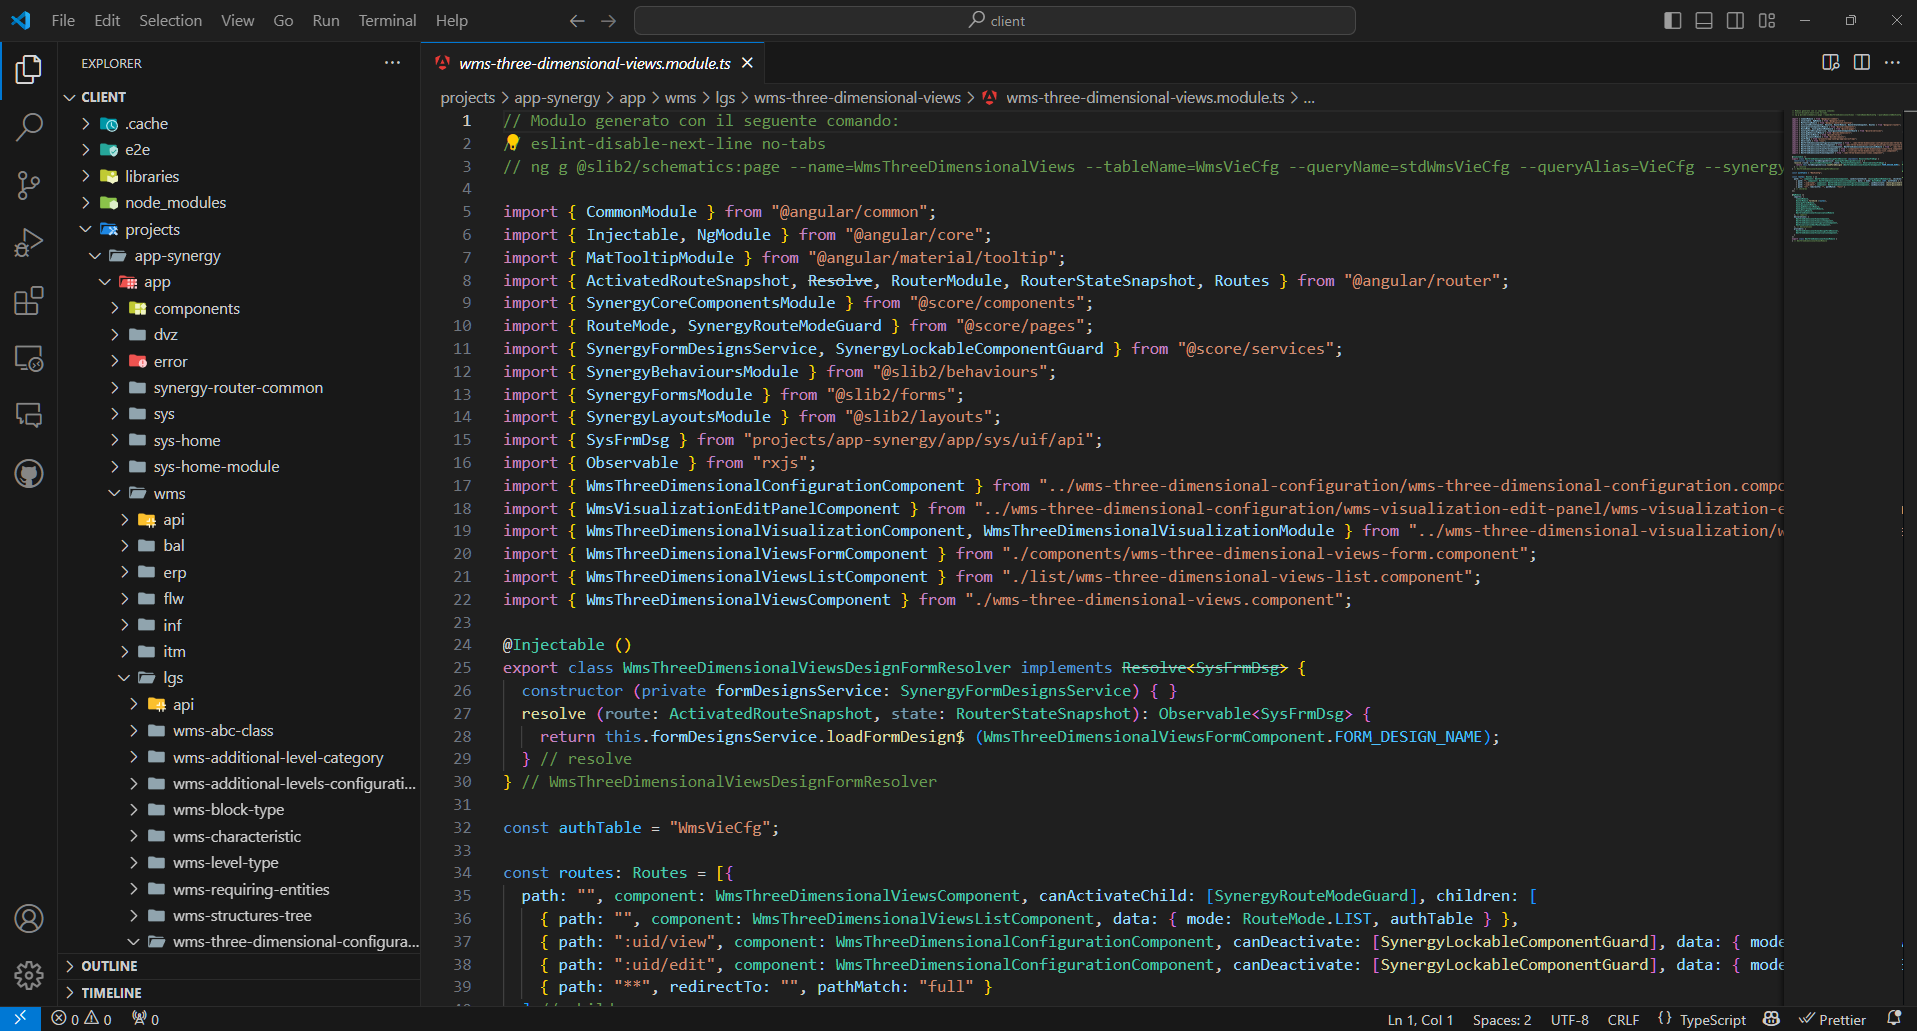 File Edit Selection View Go Run Terminal Help
client
EXPLORER
wms-three-dimensional-views.module.ts
CLIENT
projects > app-synergy > app > wms > lgs > wms-three-dimensional-views > wms-three-dimensional-views.module.ts > ...
.cache
e2e
libraries
node_modules
projects
app-synergy
app
components
dvz
error
synergy-router-common
sys
sys-home
sys-home-module
wms
api
bal
erp
flw
inf
itm
lgs
api
wms-abc-class
wms-additional-level-category
wms-additional-levels-configurati...
wms-block-type
wms-characteristic
wms-level-type
wms-requiring-entities
wms-structures-tree
wms-three-dimensional-configura...
OUTLINE
TIMELINE
1 // Modulo generato con il seguente comando:
2 eslint-disable-next-line no-tabs
3 // ng g @slib2/schematics:page --name=WmsThreeDimensionalViews --tableName=WmsVieCfg --queryName=stdWmsVieCfg --queryAlias=VieCfg --synergy
4
5 import { CommonModule } from "@angular/common";
6 import { Injectable, NgModule } from "@angular/core";
7 import { MatTooltipModule } from "@angular/material/tooltip";
8 import { ActivatedRouteSnapshot, Resolve, RouterModule, RouterStateSnapshot, Routes } from "@angular/router";
9 import { SynergyCoreComponentsModule } from "@score/components";
10 import { RouteMode, SynergyRouteModeGuard } from "@score/pages";
11 import { SynergyFormDesignsService, SynergyLockableComponentGuard } from "@score/services";
12 import { SynergyBehavioursModule } from "@slib2/behaviours";
13 import { SynergyFormsModule } from "@slib2/forms";
14 import { SynergyLayoutsModule } from "@slib2/layouts";
15 import { SysFrmDsg } from "projects/app-synergy/app/sys/uif/api";
16 import { Observable } from "rxjs";
17 import { WmsThreeDimensionalConfigurationComponent } from "../wms-three-dimensional-configuration/wms-three-dimensional-configuration.compo
18 import { WmsVisualizationEditPanelComponent } from "../wms-three-dimensional-configuration/wms-visualization-edit-panel/wms-visualization-e
19 import { WmsThreeDimensionalVisualizationComponent, WmsThreeDimensionalVisualizationModule } from "../wms-three-dimensional-visualization/w
20 import { WmsThreeDimensionalViewsFormComponent } from "./components/wms-three-dimensional-views-form.component";
21 import { WmsThreeDimensionalViewsListComponent } from "./list/wms-three-dimensional-views-list.component";
22 import { WmsThreeDimensionalViewsComponent } from "./wms-three-dimensional-views.component";
23
24 @Injectable ()
25 export class WmsThreeDimensionalViewsDesignFormResolver implements Resolve<SysFrmDsg> {
26 constructor (private formDesignsService: SynergyFormDesignsService) { }
27 resolve (route: ActivatedRouteSnapshot, state: RouterStateSnapshot): Observable<SysFrmDsg> {
28 return this.formDesignsService.loadFormDesign$ (WmsThreeDimensionalViewsFormComponent.FORM_DESIGN_NAME);
29 } // resolve
30 } // WmsThreeDimensionalViewsDesignFormResolver
31
32 const authTable = "WmsVieCfg";
33
34 const routes: Routes = [{
35 path: "", component: WmsThreeDimensionalViewsComponent, canActivateChild: [SynergyRouteModeGuard], children: [
36 { path: "", component: WmsThreeDimensionalViewsListComponent, data: { mode: RouteMode.LIST, authTable } },
37 { path: ":uid/view", component: WmsThreeDimensionalConfigurationComponent, canDeactivate: [SynergyLockableComponentGuard], data: { mode
38 { path: ":uid/edit", component: WmsThreeDimensionalConfigurationComponent, canDeactivate: [SynergyLockableComponentGuard], data: { mode
39 { path: "**", redirectTo: "", pathMatch: "full" }
0 0 0 Ln 1, Col 1 Spaces: 2 UTF-8 CRLF {} TypeScript Prettier